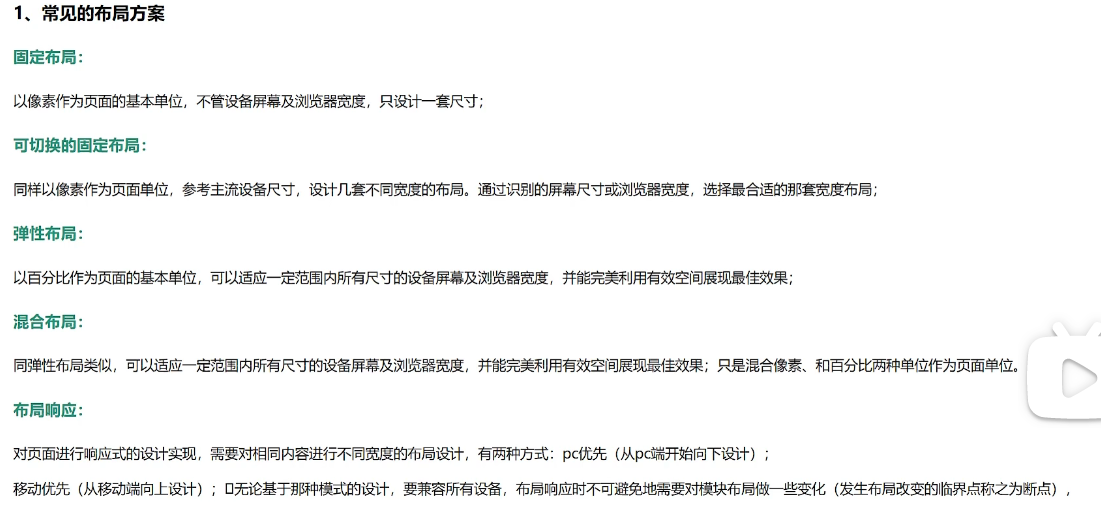 1、常见的布局方案
固定布局：
以像素作为页面的基本单位，不管设备屏幕及浏览器宽度，只设计一套尺寸；
可切换的固定布局：
同样以像素作为页面单位，参考主流设备尺寸，设计几套不同宽度的布局。通过识别的屏幕尺寸或浏览器宽度，选择最合适的那套宽度布局；
弹性布局：
以百分比作为页面的基本单位，可以适应一定范围内所有尺寸的设备屏幕及浏览器宽度，并能完美利用有效空间展现最佳效果；
混合布局：
同弹性布局类似，可以适应一定范围内所有尺寸的设备屏幕及浏览器宽度，并能完美利用有效空间展现最佳效果；只是混合像素、和百分比两种单位作为页面单位。
布局响应：
对页面进行响应式的设计实现，需要对相同内容进行不同宽度的布局设计，有两种方式：pc优先（从pc端开始向下设计）；
移动优先（从移动端向上设计）；无论基于那种模式的设计，要兼容所有设备，布局响应时不可避免地需要对模块布局做一些变化（发生布局改变的临界点称之为断点），